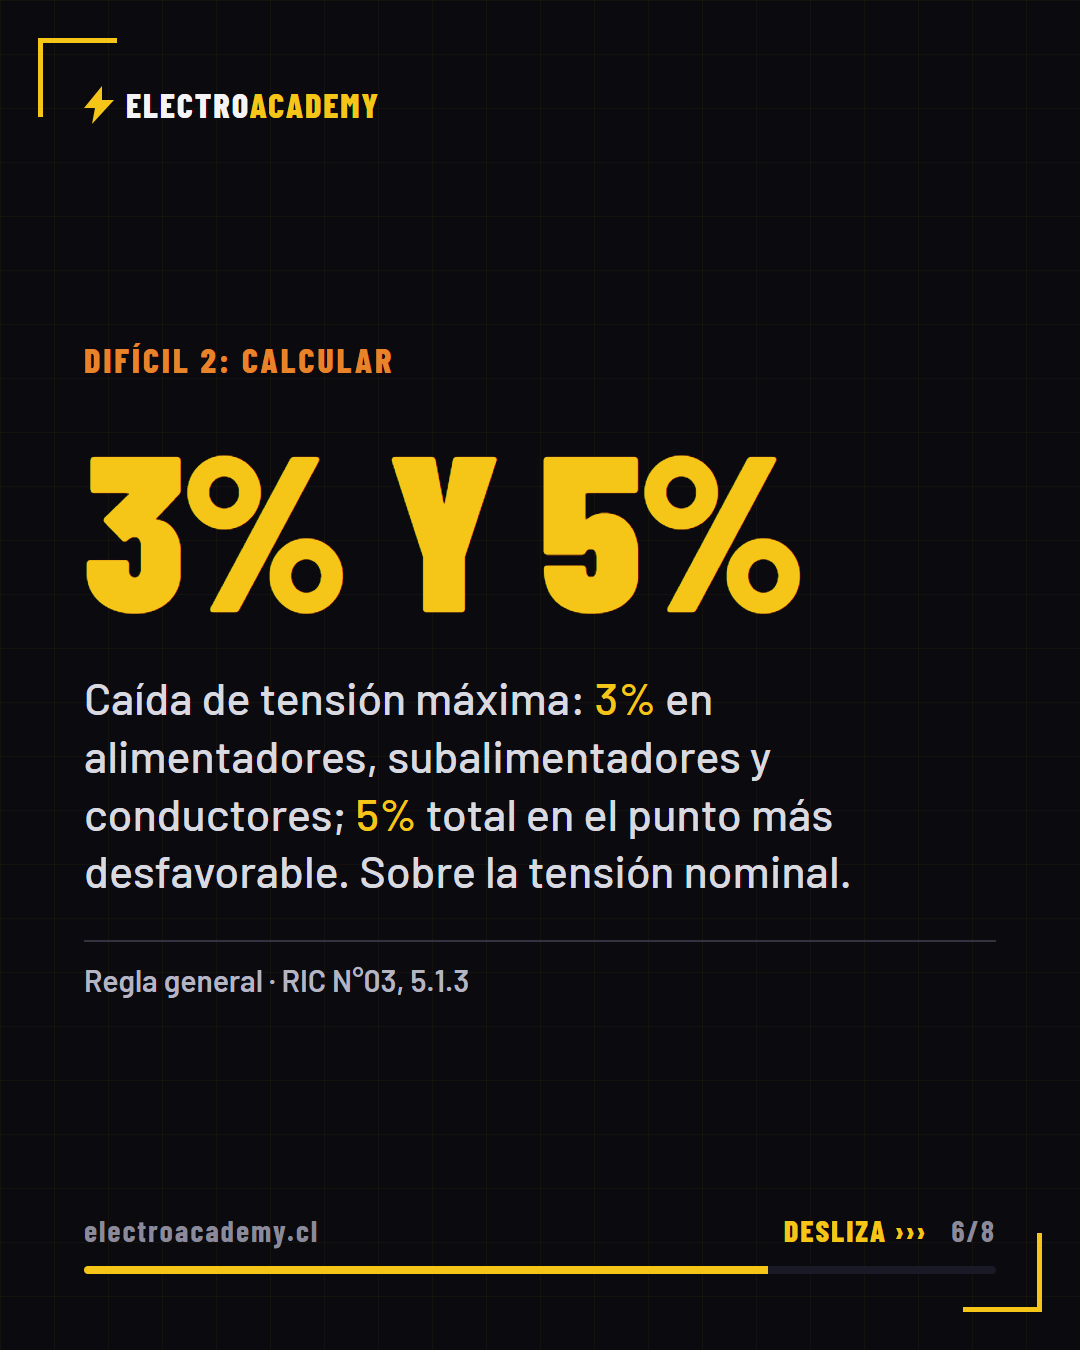 ELECTROACADEMY
DIFÍCIL 2: CALCULAR
3% Y 5%
Caída de tensión máxima: 3% en
alimentadores, subalimentadores y
conductores; 5% total en el punto más
desfavorable. Sobre la tensión nominal.
Regla general · RIC N°03, 5.1.3
electroacademy.cl
DESLIZA ››› 6/8